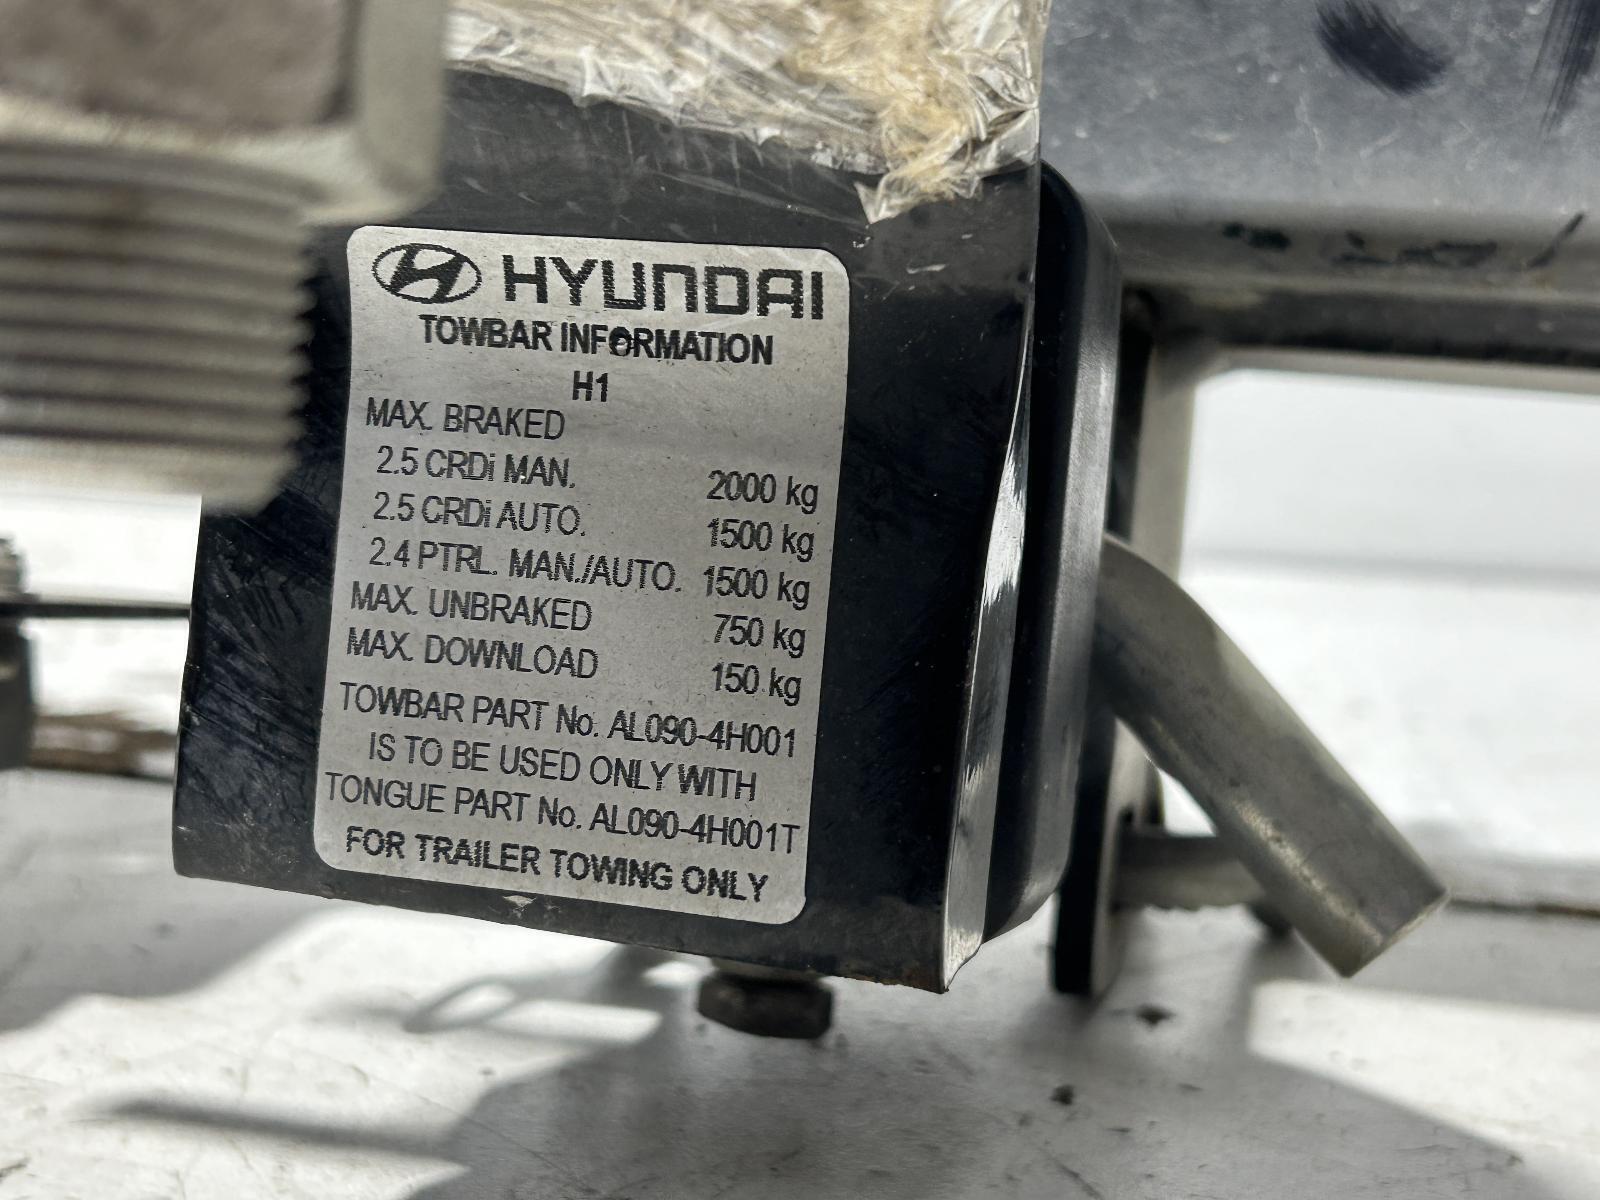 HYUNDAI
TOWBAR INFORMATION
H1
MAX. BRAKED
2.5 CRDi MAN. 2000 kg
2.5 CRDi AUTO. 1500 kg
2.4 PTRL. MAN./AUTO. 1500 kg
MAX. UNBRAKED 750 kg
MAX. DOWNLOAD 150 kg
TOWBAR PART No. AL090-4H001
IS TO BE USED ONLY WITH
TONGUE PART No. AL090-4H001T
FOR TRAILER TOWING ONLY